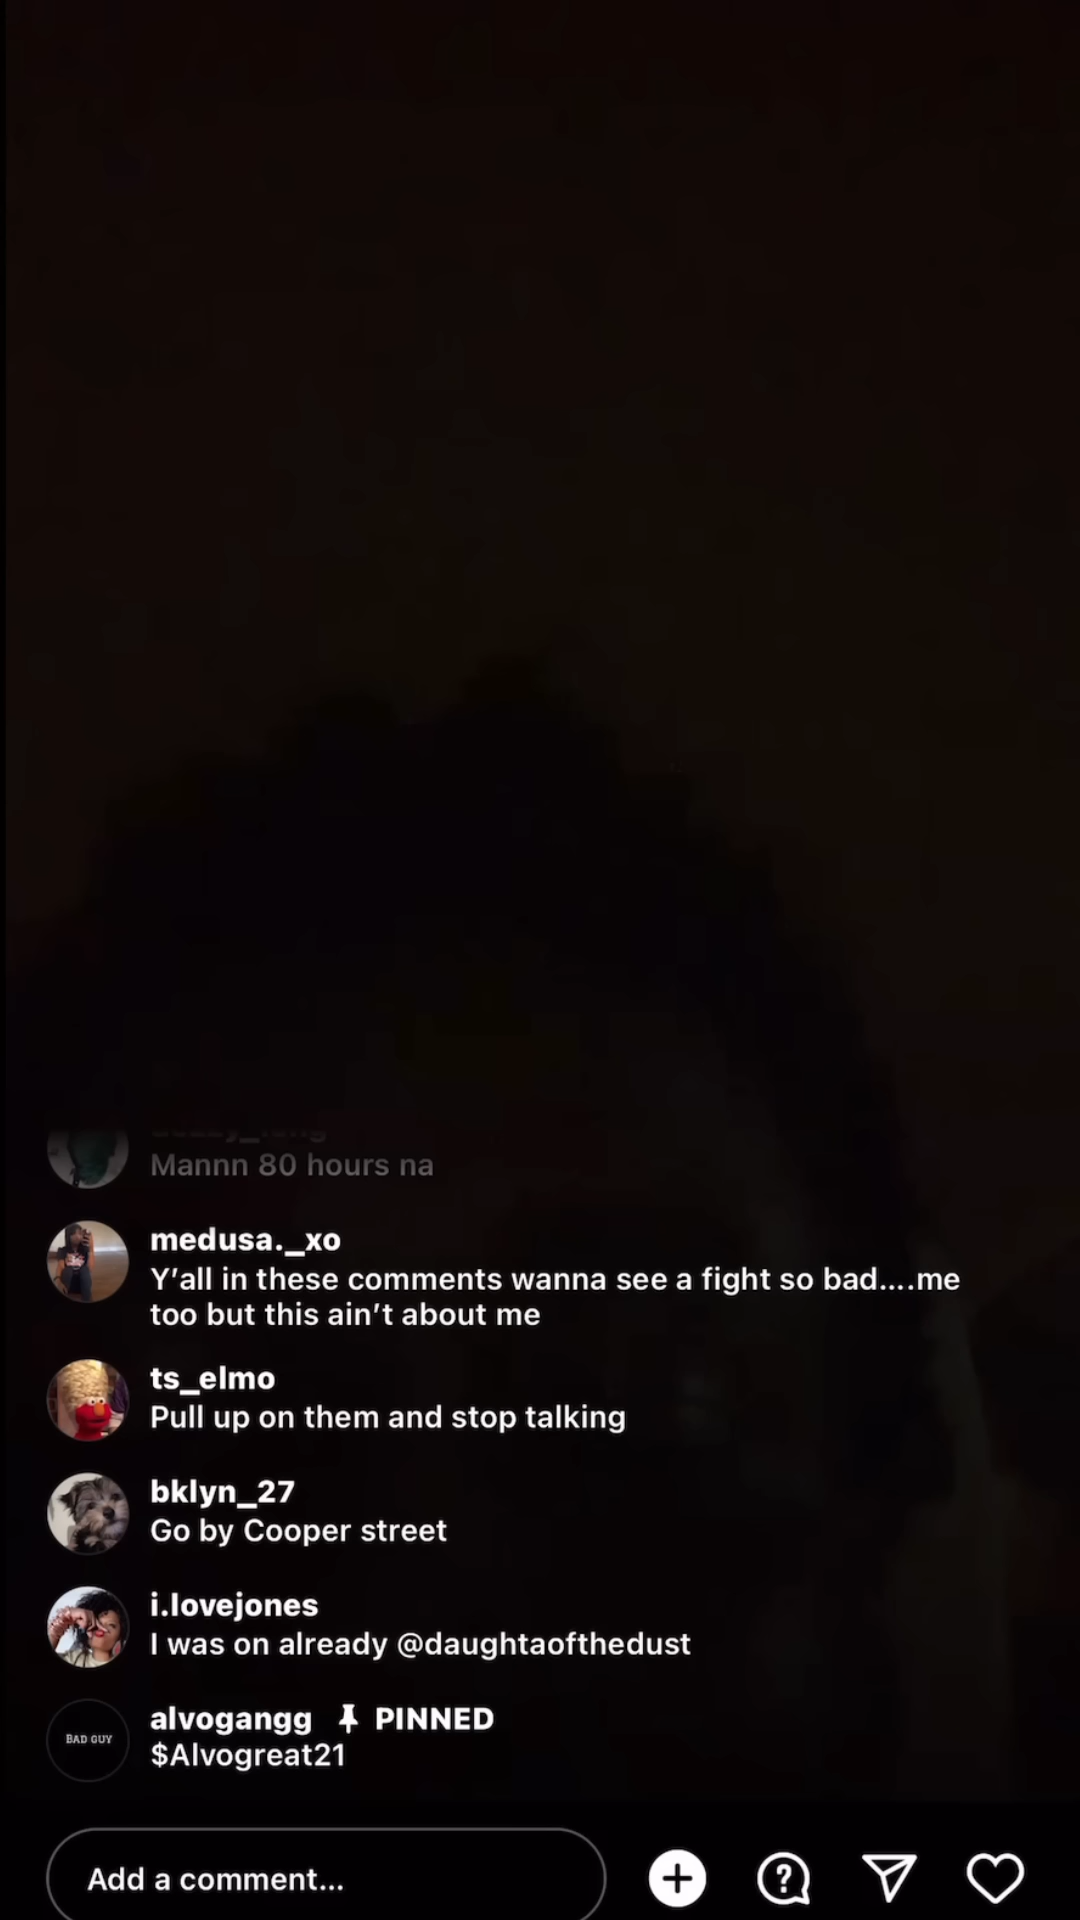 Mannn 80 hours na
medusa._xo
Y’all in these comments wanna see a fight so bad....me
too but this ain’t about me
ts_elmo
Pull up on them and stop talking
bklyn_27
Go by Cooper street
i.lovejones
I was on already @daughtaofthedust
BAD GUY
alvogangg PINNED
$Alvogreat21
Add a comment...